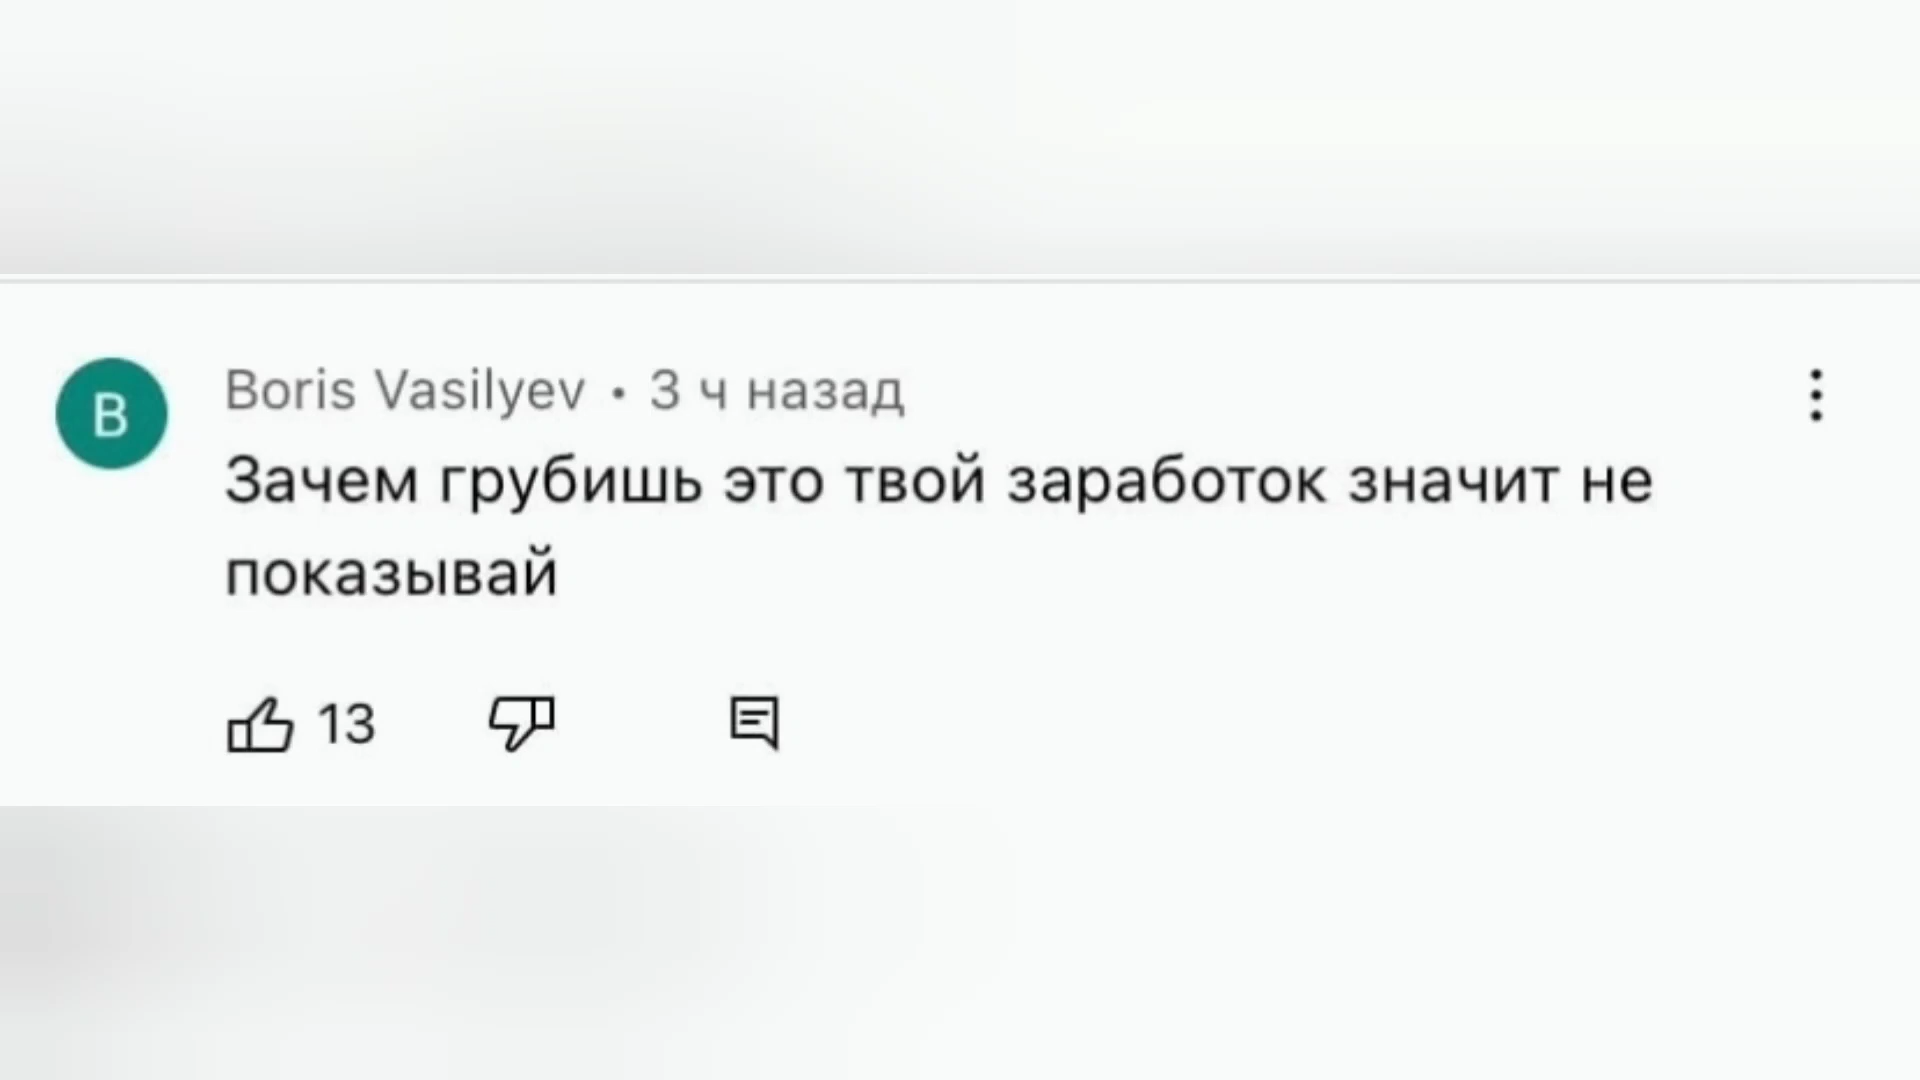 B
Boris Vasilyev • 3 ч назад
Зачем грубишь это твой заработок значит не
показывай
13